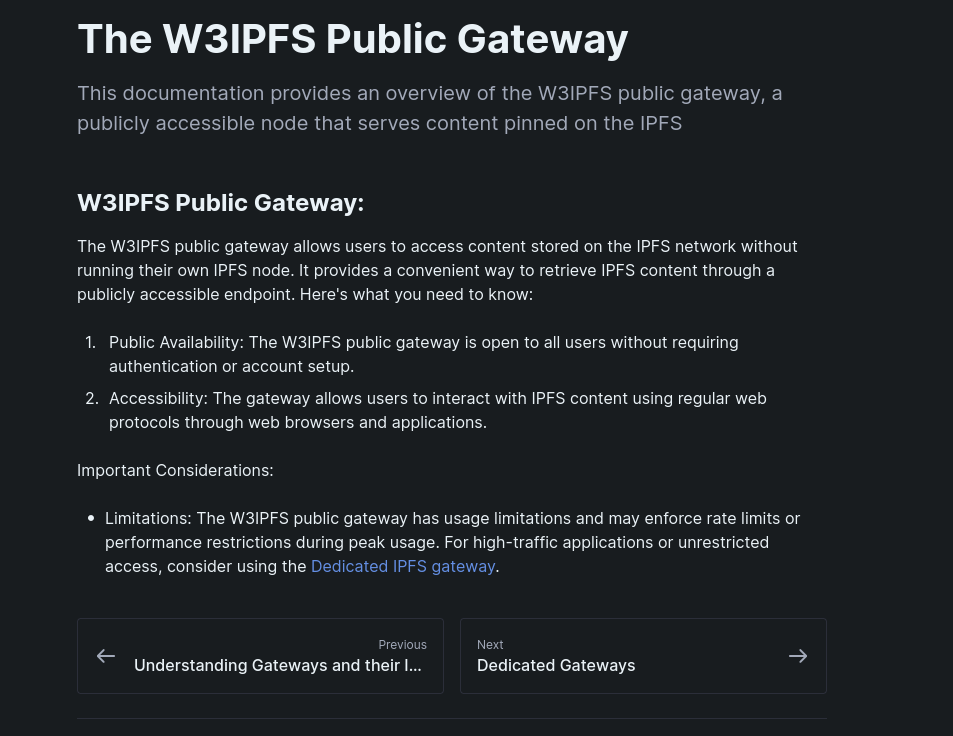 The W3IPFS Public Gateway
This documentation provides an overview of the W3IPFS public gateway, a
publicly accessible node that serves content pinned on the IPFS
W3IPFS Public Gateway:
The W3IPFS public gateway allows users to access content stored on the IPFS network without
running their own IPFS node. It provides a convenient way to retrieve IPFS content through a
publicly accessible endpoint. Here's what you need to know:
1. Public Availability: The W3IPFS public gateway is open to all users without requiring
authentication or account setup.
2. Accessibility: The gateway allows users to interact with IPFS content using regular web
protocols through web browsers and applications.
Important Considerations:
• Limitations: The W3IPFS public gateway has usage limitations and may enforce rate limits or
performance restrictions during peak usage. For high-traffic applications or unrestricted
access, consider using the Dedicated IPFS gateway.
Previous
Understanding Gateways and their I...
Next
Dedicated Gateways